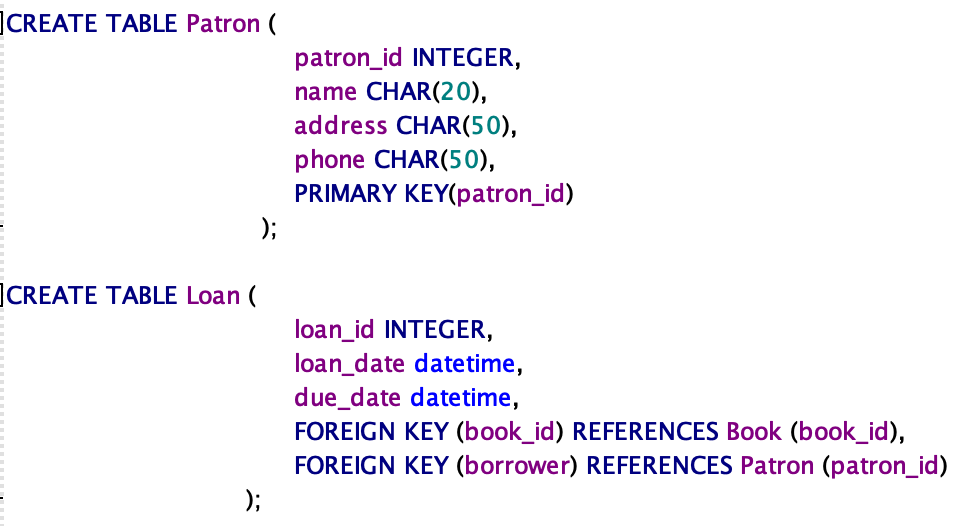 CREATE TABLE Patron (
patron_id INTEGER,
name CHAR(20),
address CHAR(50),
phone CHAR(50),
PRIMARY KEY(patron_id)
);
CREATE TABLE Loan (
loan_id INTEGER,
loan_date datetime,
due_date datetime,
FOREIGN KEY (book_id) REFERENCES Book (book_id),
FOREIGN KEY (borrower) REFERENCES Patron (patron_id)
);